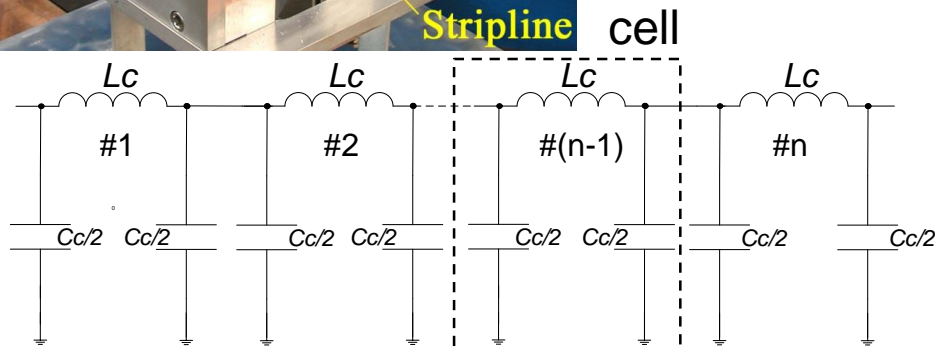 Stripline
cell
Lc Lc Lc Lc
#1 #2 #(n-1) #n
Cc/2 Cc/2 Cc/2 Cc/2 Cc/2 Cc/2 Cc/2 Cc/2